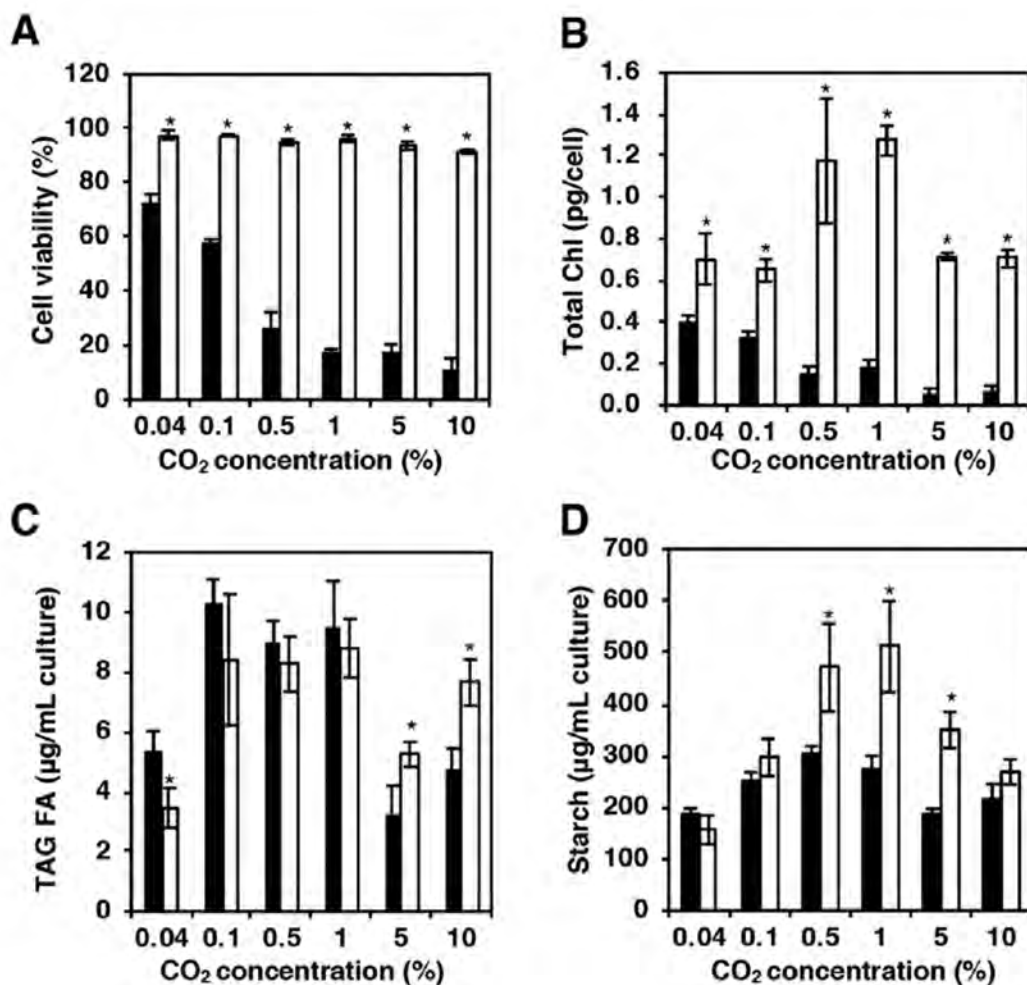 A
Cell viability (%)
120
100
80
60
40
20
0
* * * * * *
0.04 0.1 0.5 1 5 10
CO₂ concentration (%)
B
Total Chl (pg/cell)
1.6
1.4
1.2
1.0
0.8
0.6
0.4
0.2
0.0
* * * * * *
0.04 0.1 0.5 1 5 10
CO₂ concentration (%)
C
TAG FA (µg/mL culture)
12
10
8
6
4
2
0
* * *
0.04 0.1 0.5 1 5 10
CO₂ concentration (%)
D
Starch (µg/mL culture)
700
600
500
400
300
200
100
0
* * *
0.04 0.1 0.5 1 5 10
CO₂ concentration (%)